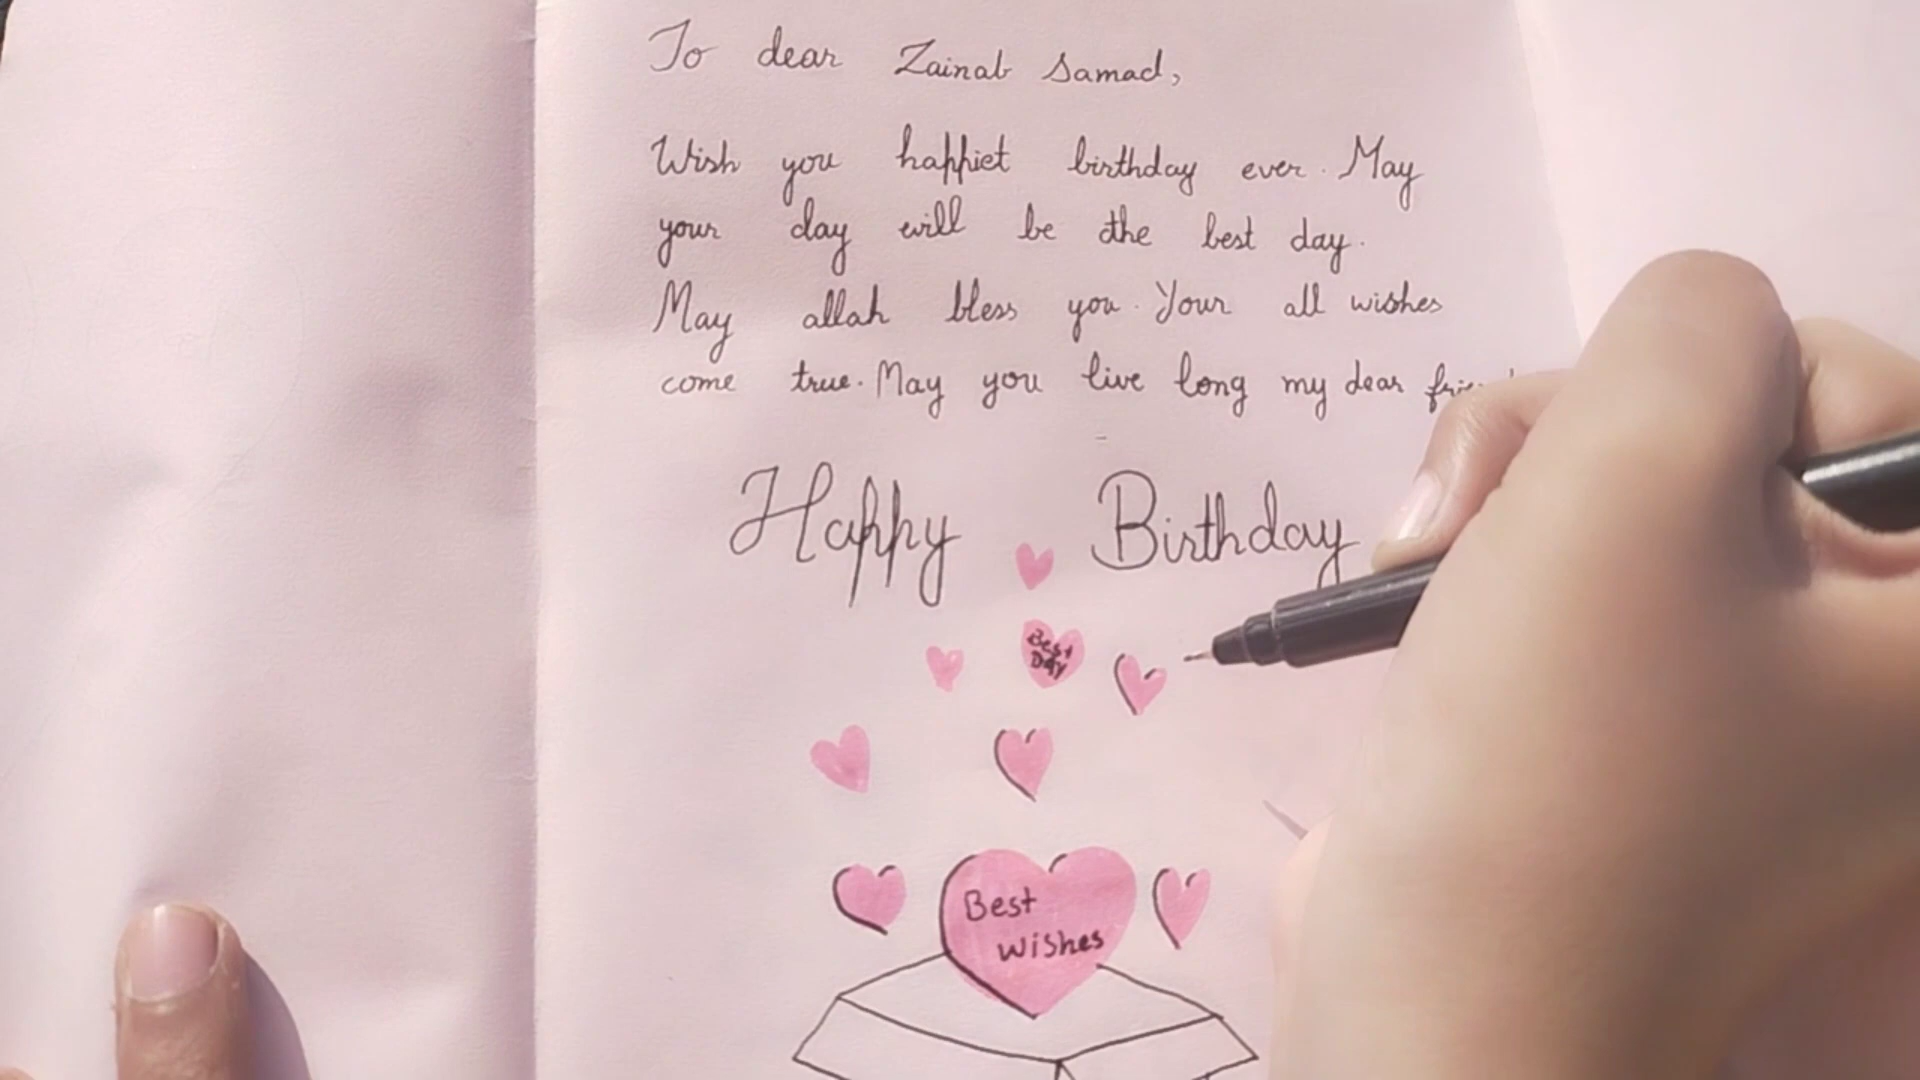 To dear Zainab Samad,
Wish you happiet birthday ever. May
your day will be the best day.
May allah bless you. Your all wishes
come true. May you live long my dear
Happy Birthday
Best
Day
Best
wishes